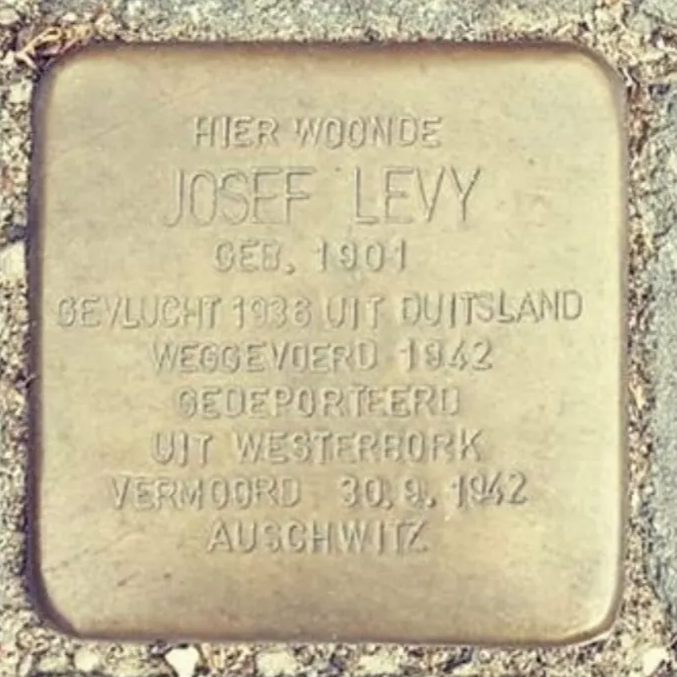 HIER WOONDE
JOSEF LEVY
GEB. 1901
GEVLUCHT 1936 UIT DUITSLAND
WEGGEVOERD 1942
GEDEPORTEERD
UIT WESTERBORK
VERMOORD 30.9.1942
AUSCHWITZ